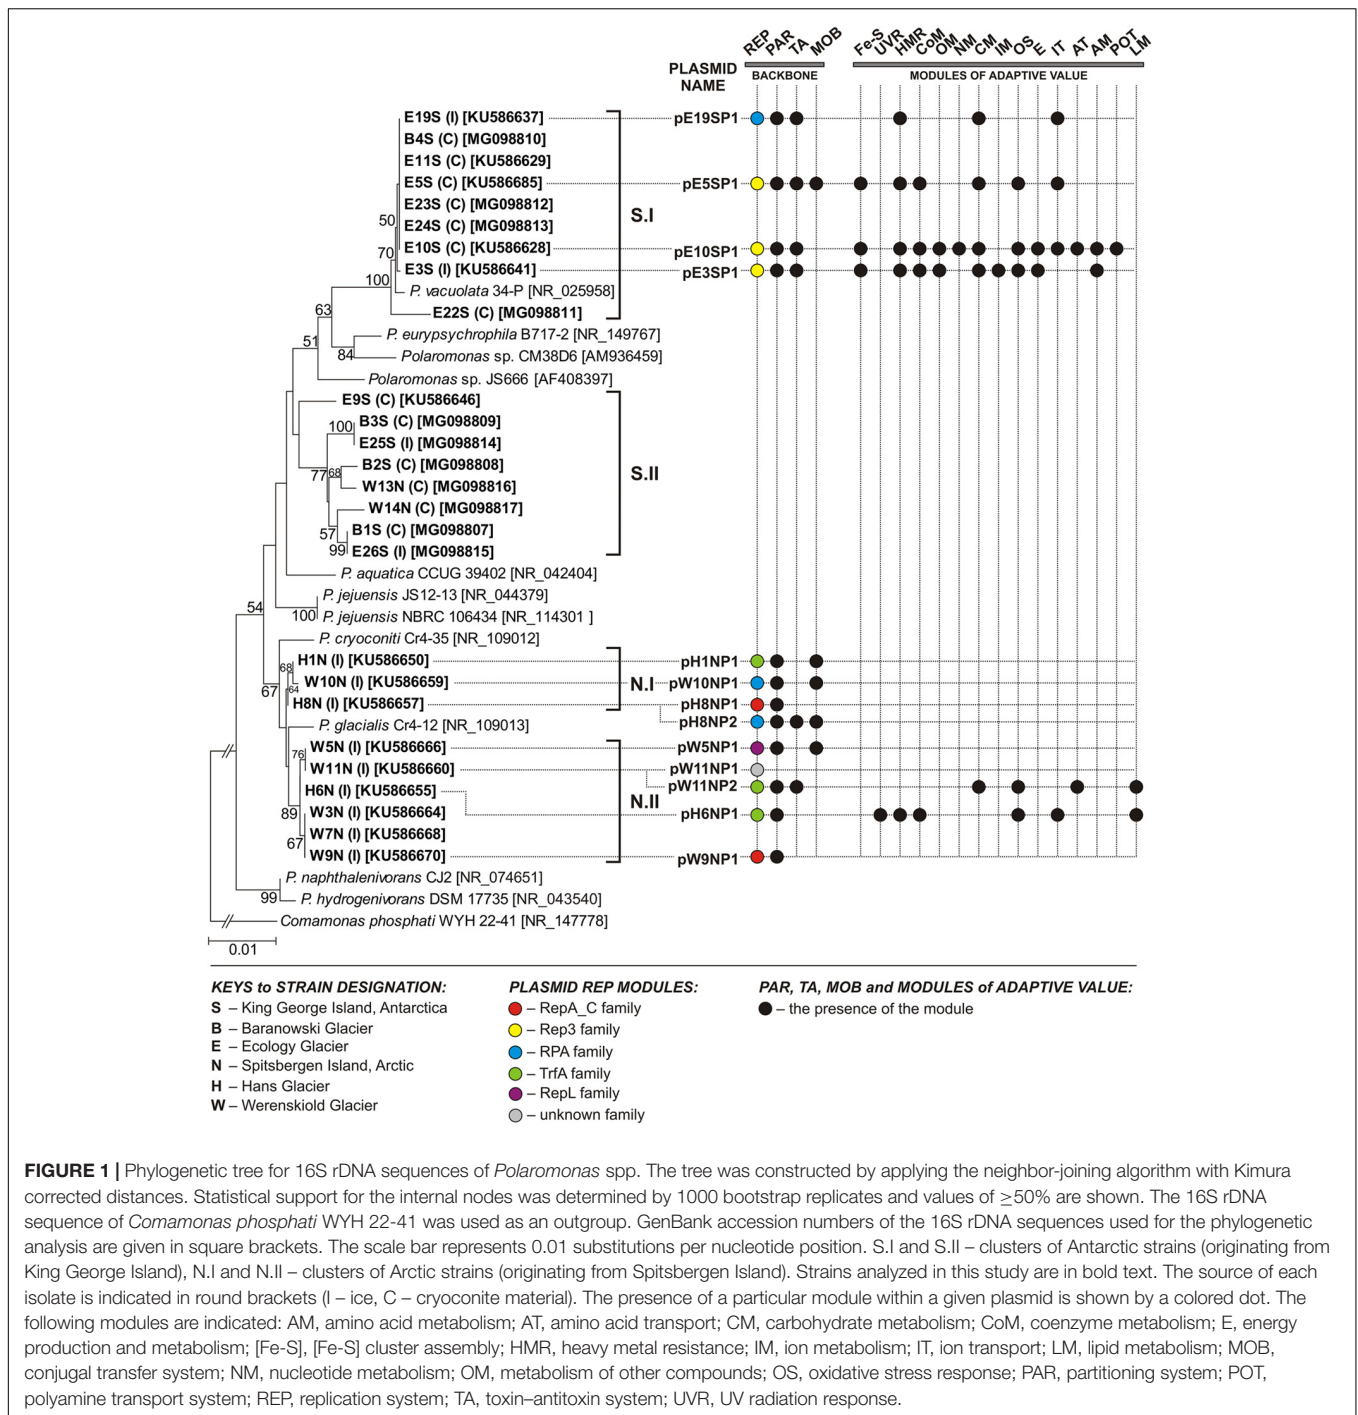 REP PAR TA MOB Fe-S UVR HMR CoM OM NM CM IM OS E IT AT AM POT LM
PLASMID NAME BACKBONE MODULES OF ADAPTIVE VALUE
E19S (I) [KU586637] pE19SP1
B4S (C) [MG098810]
E11S (C) [KU586629]
E5S (C) [KU586685] pE5SP1
E23S (C) [MG098812]
50 S.I
E24S (C) [MG098813]
E10S (C) [KU586628] pE10SP1
70
E3S (I) [KU586641] pE3SP1
100
P. vacuolata 34-P [NR_025958]
63 E22S (C) [MG098811]
P. eurypsychrophila B717-2 [NR_149767]
51
84 Polaromonas sp. CM38D6 [AM936459]
Polaromonas sp. JS666 [AF408397]
E9S (C) [KU586646]
B3S (C) [MG098809]
100
E25S (I) [MG098814]
B2S (C) [MG098808]
77 68 S.II
W13N (C) [MG098816]
W14N (C) [MG098817]
B1S (C) [MG098807]
57
99 E26S (I) [MG098815]
P. aquatica CCUG 39402 [NR_042404]
P. jejuensis JS12-13 [NR_044379]
54
100 P. jejuensis NBRC 106434 [NR_114301 ]
P. cryoconiti Cr4-35 [NR_109012]
H1N (I) [KU586650] pH1NP1
68
W10N (I) [KU586659] N.I pW10NP1
67 64
H8N (I) [KU586657] pH8NP1
P. glacialis Cr4-12 [NR_109013] pH8NP2
W5N (I) [KU586666] pW5NP1
76
W11N (I) [KU586660] pW11NP1
H6N (I) [KU586655] N.II pW11NP2
89 W3N (I) [KU586664] pH6NP1
W7N (I) [KU586668]
67
W9N (I) [KU586670] pW9NP1
P. naphthalenivorans CJ2 [NR_074651]
99 P. hydrogenivorans DSM 17735 [NR_043540]
Comamonas phosphati WYH 22-41 [NR_147778]
0.01
KEYS to STRAIN DESIGNATION:
S – King George Island, Antarctica
B – Baranowski Glacier
E – Ecology Glacier
N – Spitsbergen Island, Arctic
H – Hans Glacier
W – Werenskiold Glacier
PLASMID REP MODULES:
– RepA_C family
– Rep3 family
– RPA family
– TrfA family
– RepL family
– unknown family
PAR, TA, MOB and MODULES of ADAPTIVE VALUE:
– the presence of the module
FIGURE 1 | Phylogenetic tree for 16S rDNA sequences of Polaromonas spp. The tree was constructed by applying the neighbor-joining algorithm with Kimura
corrected distances. Statistical support for the internal nodes was determined by 1000 bootstrap replicates and values of ≥50% are shown. The 16S rDNA
sequence of Comamonas phosphati WYH 22-41 was used as an outgroup. GenBank accession numbers of the 16S rDNA sequences used for the phylogenetic
analysis are given in square brackets. The scale bar represents 0.01 substitutions per nucleotide position. S.I and S.II – clusters of Antarctic strains (originating from
King George Island), N.I and N.II – clusters of Arctic strains (originating from Spitsbergen Island). Strains analyzed in this study are in bold text. The source of each
isolate is indicated in round brackets (I – ice, C – cryoconite material). The presence of a particular module within a given plasmid is shown by a colored dot. The
following modules are indicated: AM, amino acid metabolism; AT, amino acid transport; CM, carbohydrate metabolism; CoM, coenzyme metabolism; E, energy
production and metabolism; [Fe-S], [Fe-S] cluster assembly; HMR, heavy metal resistance; IM, ion metabolism; IT, ion transport; LM, lipid metabolism; MOB,
conjugal transfer system; NM, nucleotide metabolism; OM, metabolism of other compounds; OS, oxidative stress response; PAR, partitioning system; POT,
polyamine transport system; REP, replication system; TA, toxin–antitoxin system; UVR, UV radiation response.